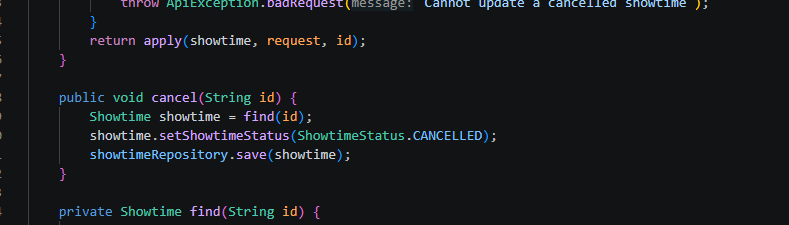 throw ApiException.badRequest(message: "Cannot update a cancelled showtime");
}
return apply(showtime, request, id);
}
public void cancel(String id) {
Showtime showtime = find(id);
showtime.setShowtimeStatus(ShowtimeStatus.CANCELLED);
showtimeRepository.save(showtime);
}
private Showtime find(String id) {